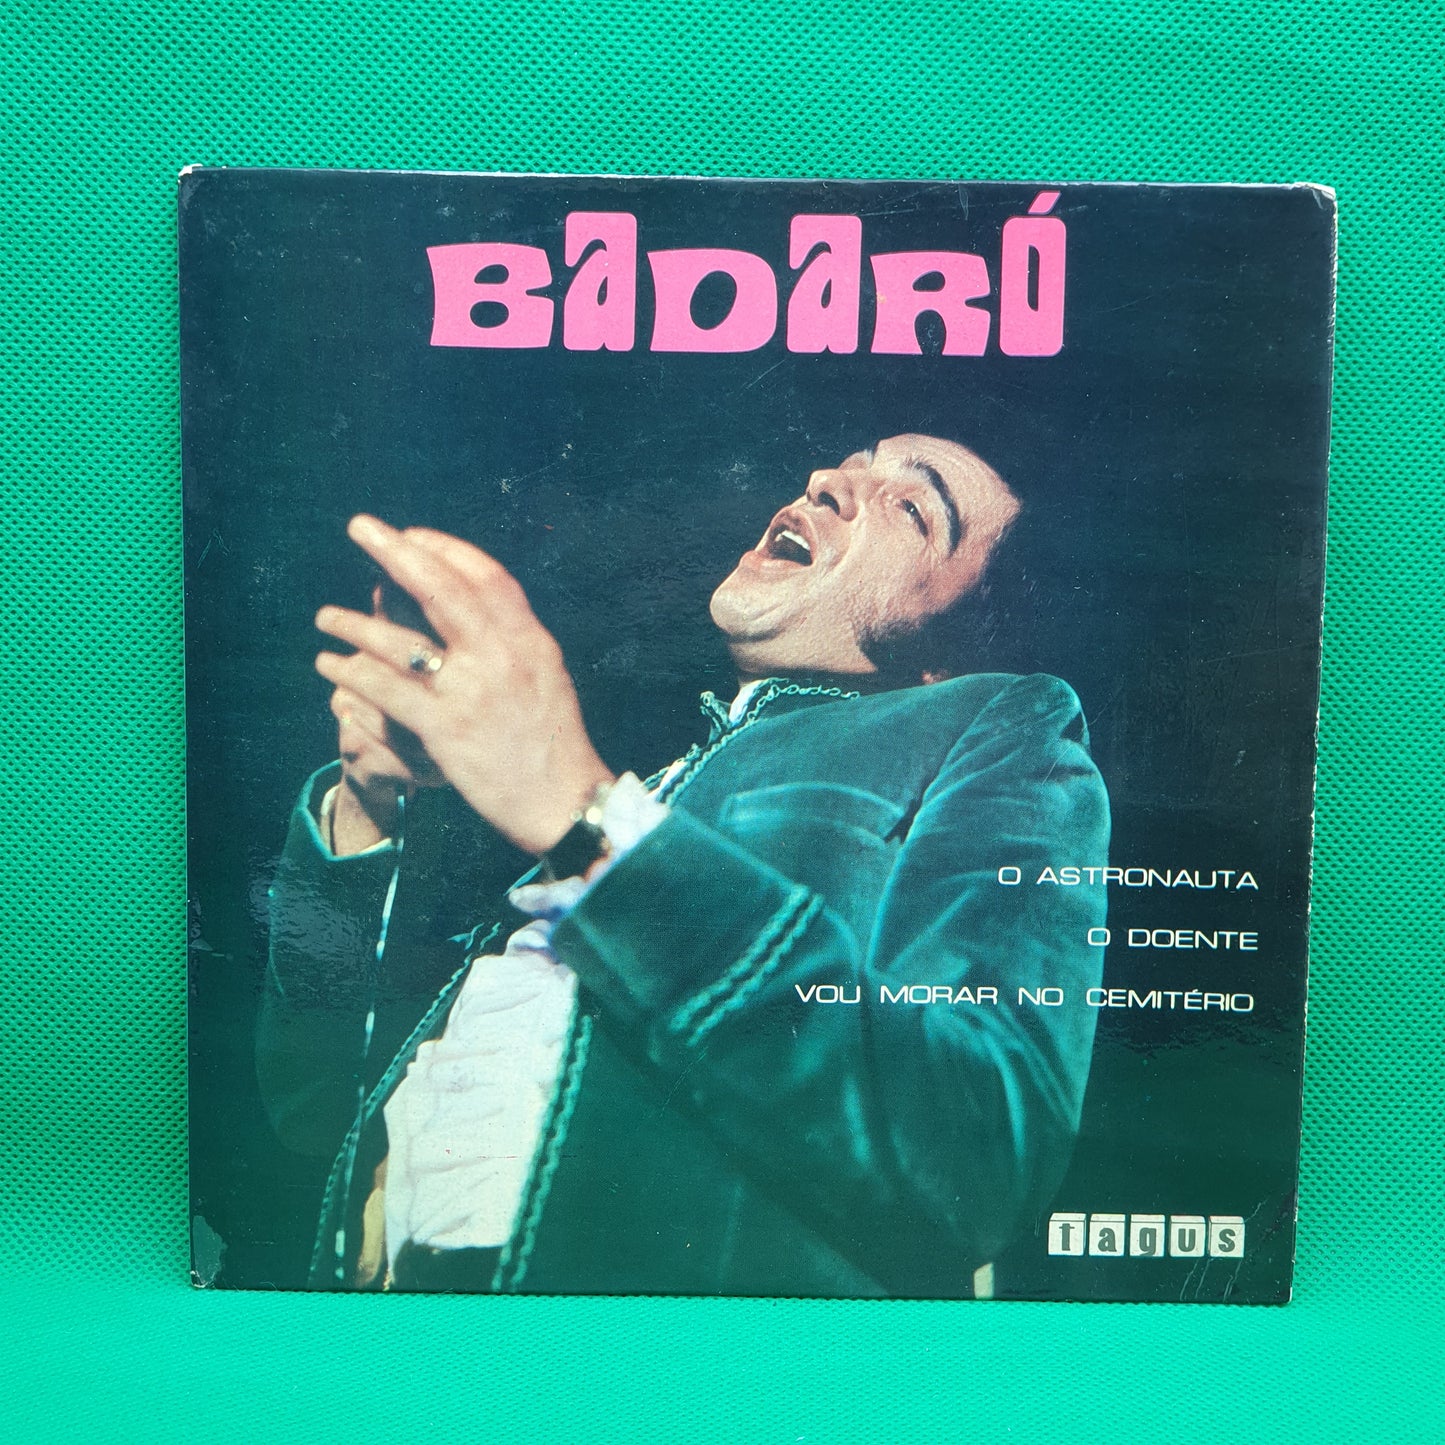 BADARÓ
O ASTRONAUTA
O DOENTE
VOU MORAR NO CEMITÉRIO
tagus